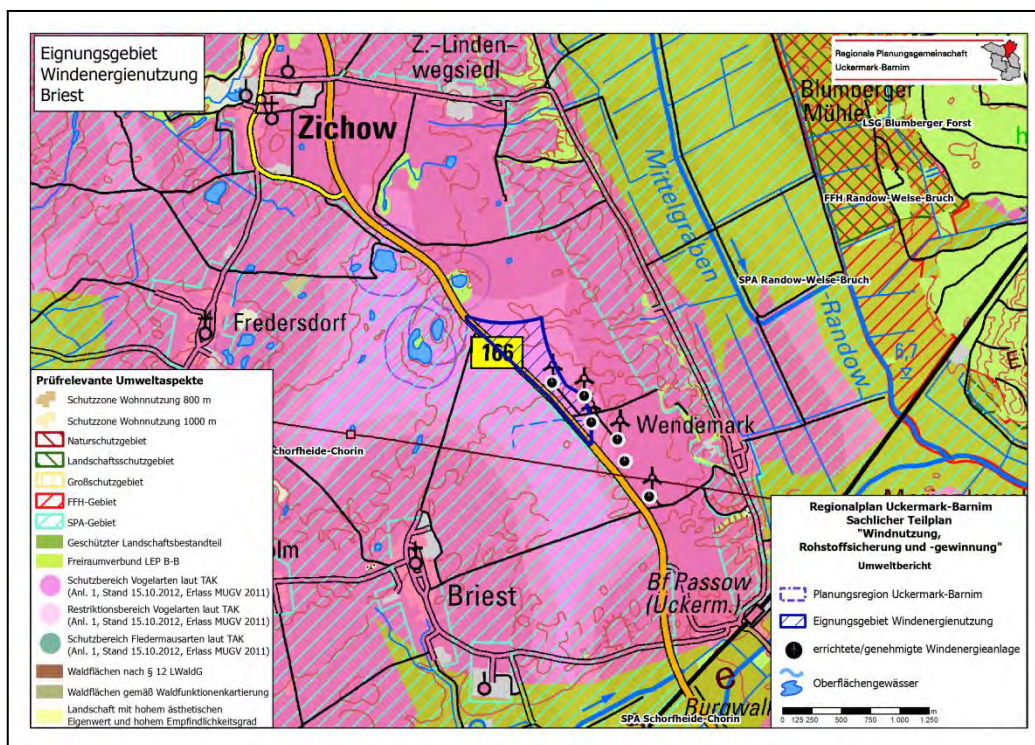 Eignungsgebiet
Windenergienutzung
Briest
Z.-Linden-
wegsiedl
Regionale Planungsgemeinschaft
Uckermark-Barnim
Blumberger
Mühle
LSG Blumberger Forst
Zichow
Mittelgraben
FFH Randow-Welse-Bruch
SPA Randow-Welse-Bruch
Randow
Fredersdorf
166
6,7
Wendemark
Schorfheide-Chorin
Briest
Bf Passow
(Uckerm.)
Burgwall
SPA Schorfheide-Chorin
Prüfrelevante Umweltaspekte
Schutzzone Wohnnutzung 800 m
Schutzzone Wohnnutzung 1000 m
Naturschutzgebiet
Landschaftsschutzgebiet
Großschutzgebiet
FFH-Gebiet
SPA-Gebiet
Geschützter Landschaftsbestandteil
Freiraumverbund LEP B-B
Schutzbereich Vogelarten laut TAK
(Anl. 1, Stand 15.10.2012, Erlass MUGV 2011)
Restriktionsbereich Vogelarten laut TAK
(Anl. 1, Stand 15.10.2012, Erlass MUGV 2011)
Schutzbereich Fledermausarten laut TAK
(Anl. 1, Stand 15.10.2012, Erlass MUGV 2011)
Waldflächen nach § 12 LWaldG
Waldflächen gemäß Waldfunktionenkartierung
Landschaft mit hohem ästhetischen
Eigenwert und hohem Empfindlichkeitsgrad
Regionalplan Uckermark-Barnim
Sachlicher Teilplan
"Windnutzung,
Rohstoffsicherung und -gewinnung"
Umweltbericht
Planungsregion Uckermark-Barnim
Eignungsgebiet Windenergienutzung
errichtete/genehmigte Windenergieanlage
Oberflächengewässer
0 125 250 500 750 1.000 1.250
m